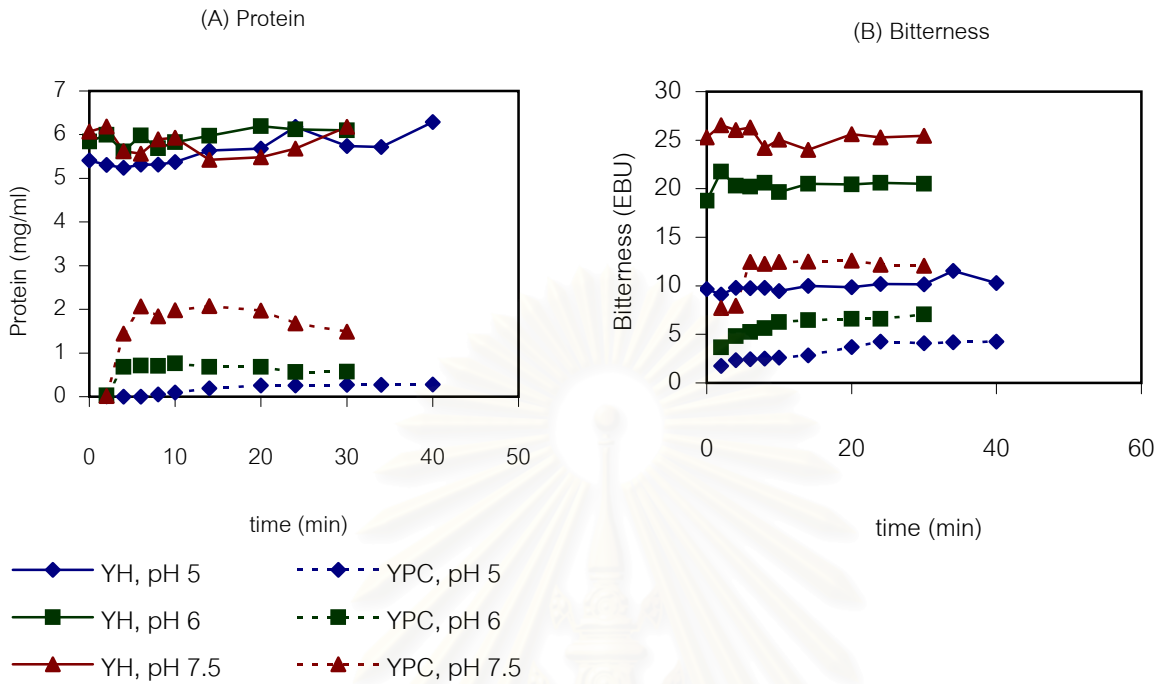 (A) Protein
7
6
5
4
3
2
1
0
Protein (mg/ml)
0 10 20 30 40 50
time (min)
(B) Bitterness
30
25
20
15
10
5
0
Bitterness (EBU)
0 20 40 60
time (min)
YH, pH 5
YPC, pH 5
YH, pH 6
YPC, pH 6
YH, pH 7.5
YPC, pH 7.5